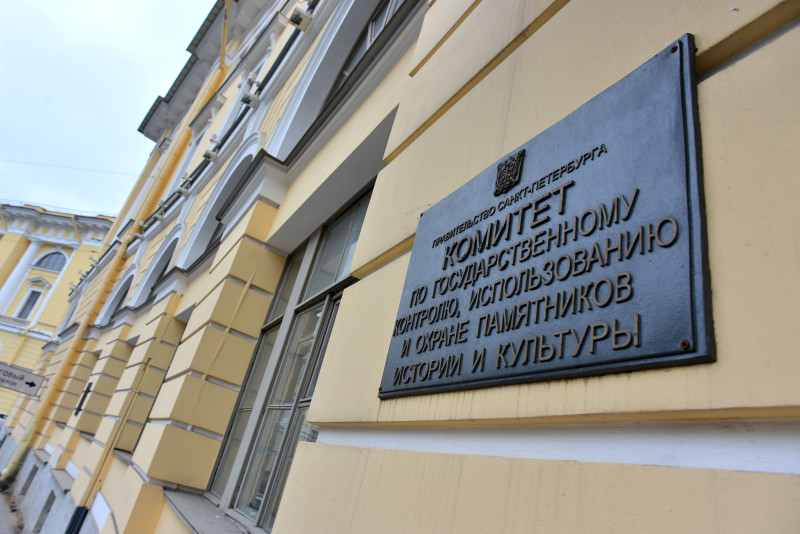 ПРАВИТЕЛЬСТВО САНКТ-ПЕТЕРБУРГА
КОМИТЕТ
ПО ГОСУДАРСТВЕННОМУ
КОНТРОЛЮ, ИСПОЛЬЗОВАНИЮ
И ОХРАНЕ ПАМЯТНИКОВ
ИСТОРИИ И КУЛЬТУРЫ